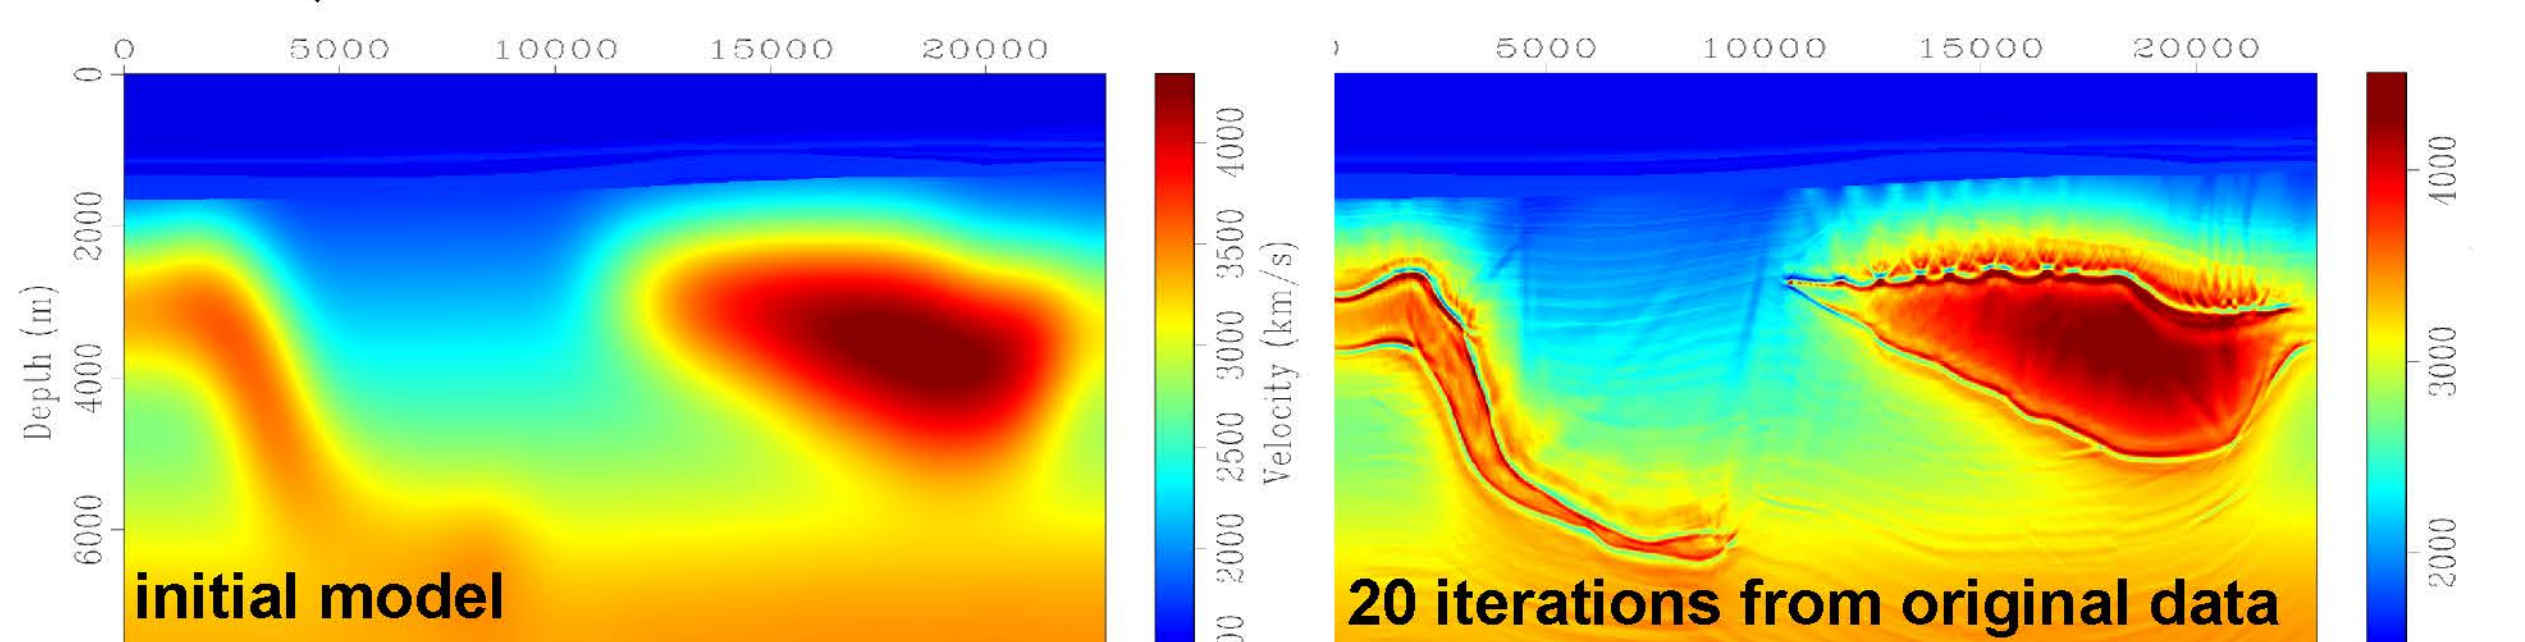 0 5000 10000 15000 20000
5000 10000 15000 20000
0
2000
4000
6000
Depth (m)
4000
3500
3000
2500
2000
Velocity (km/s)
4000
3000
2000
initial model
20 iterations from original data